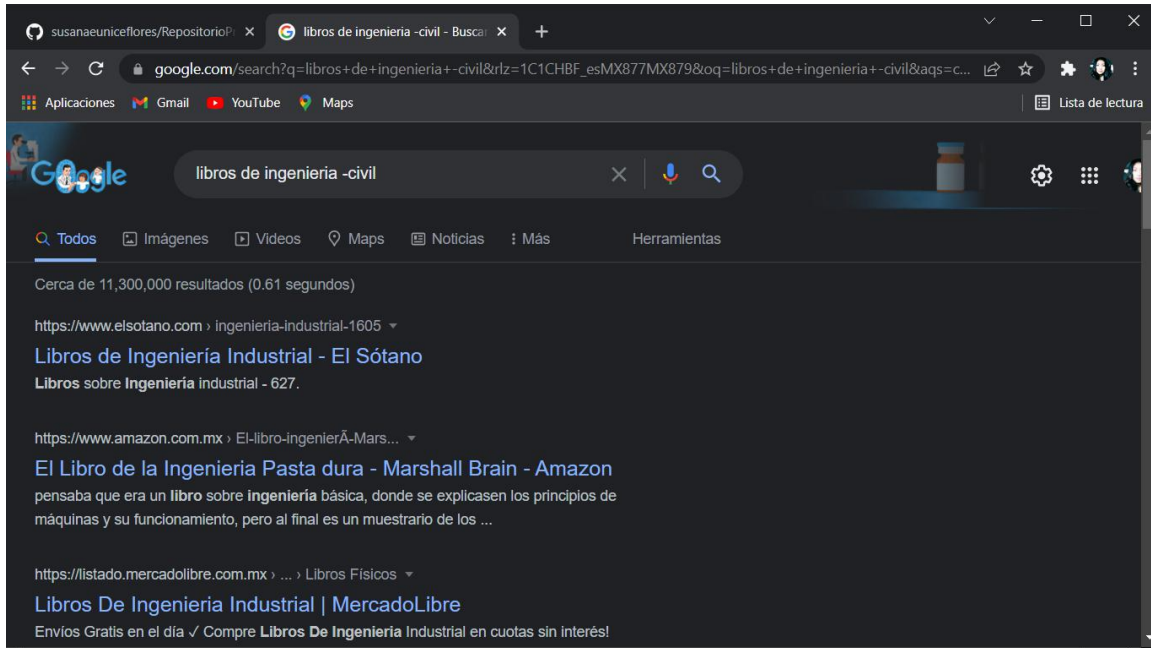 susanaeuniceflores/RepositorioP
libros de ingenieria -civil - Buscar
google.com/search?q=libros+de+ingenieria+-civil&rlz=1C1CHBF_esMX877MX879&oq=libros+de+ingenieria+-civil&aqs=c...
Aplicaciones Gmail YouTube Maps Lista de lectura
Google libros de ingenieria -civil
Todos Imágenes Videos Maps Noticias Más Herramientas
Cerca de 11,300,000 resultados (0.61 segundos)
https://www.elsotano.com › ingenieria-industrial-1605
Libros de Ingeniería Industrial - El Sótano
Libros sobre Ingeniería industrial - 627.
https://www.amazon.com.mx › El-libro-ingenierÃ-Mars...
El Libro de la Ingenieria Pasta dura - Marshall Brain - Amazon
pensaba que era un libro sobre ingeniería básica, donde se explicasen los principios de
máquinas y su funcionamiento, pero al final es un muestrario de los ...
https://listado.mercadolibre.com.mx › ... › Libros Físicos
Libros De Ingenieria Industrial | MercadoLibre
Envíos Gratis en el día ✓ Compre Libros De Ingenieria Industrial en cuotas sin interés!